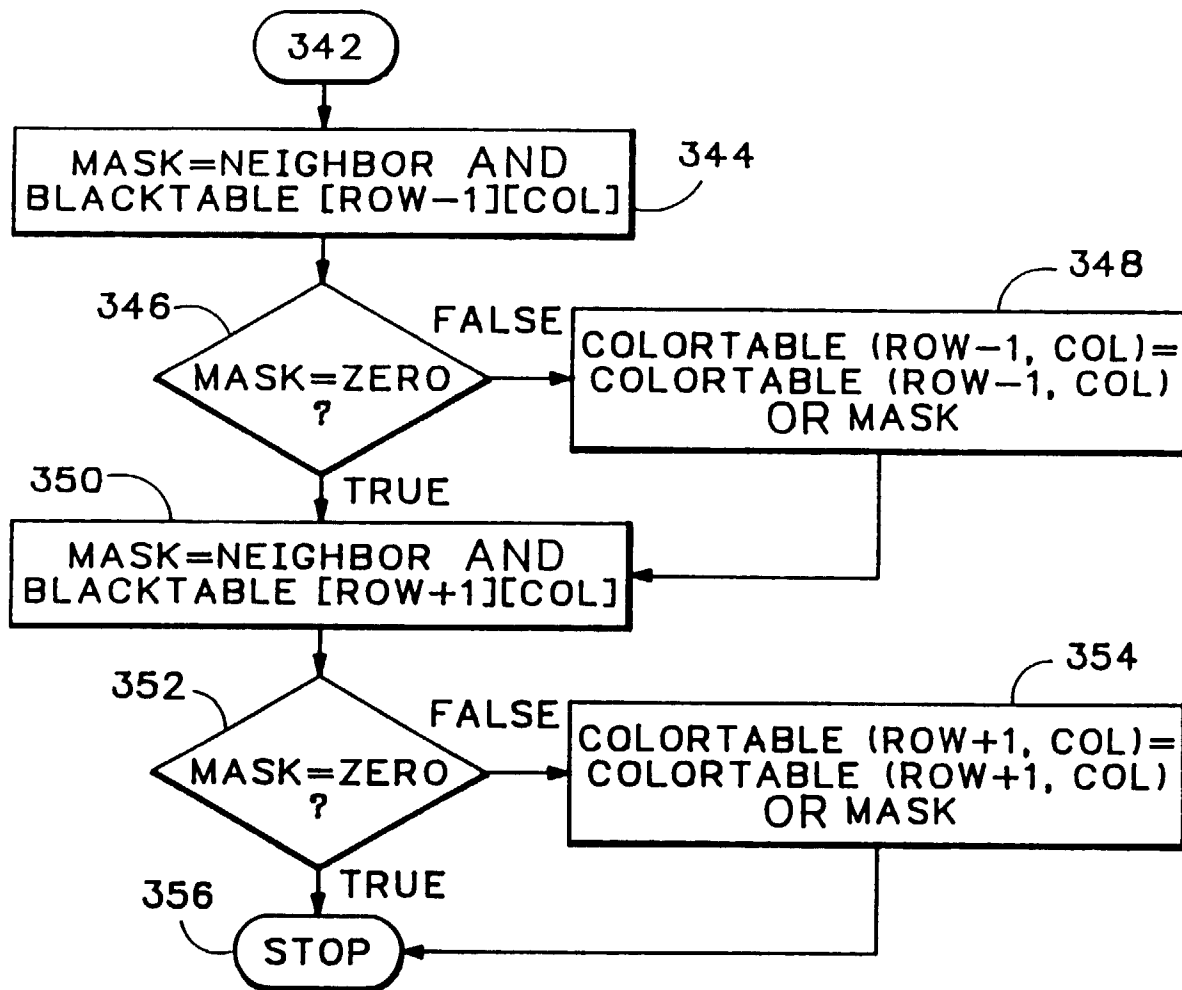 342
MASK=NEIGHBOR AND
BLACKTABLE [ROW−1][COL]
344
346
MASK=ZERO
?
FALSE
348
COLORTABLE (ROW−1, COL)=
COLORTABLE (ROW−1, COL)
OR MASK
TRUE
350
MASK=NEIGHBOR AND
BLACKTABLE [ROW+1][COL]
352
MASK=ZERO
?
FALSE
354
COLORTABLE (ROW+1, COL)=
COLORTABLE (ROW+1, COL)
OR MASK
TRUE
356
STOP